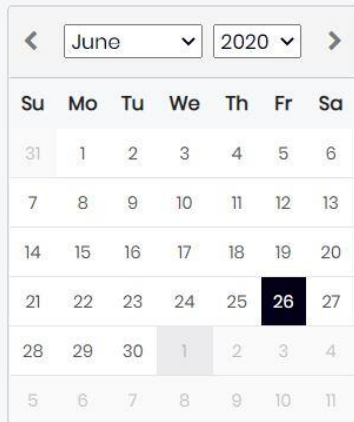 June 2020
Su Mo Tu We Th Fr Sa
31 1 2 3 4 5 6
7 8 9 10 11 12 13
14 15 16 17 18 19 20
21 22 23 24 25 26 27
28 29 30 1 2 3 4
5 6 7 8 9 10 11